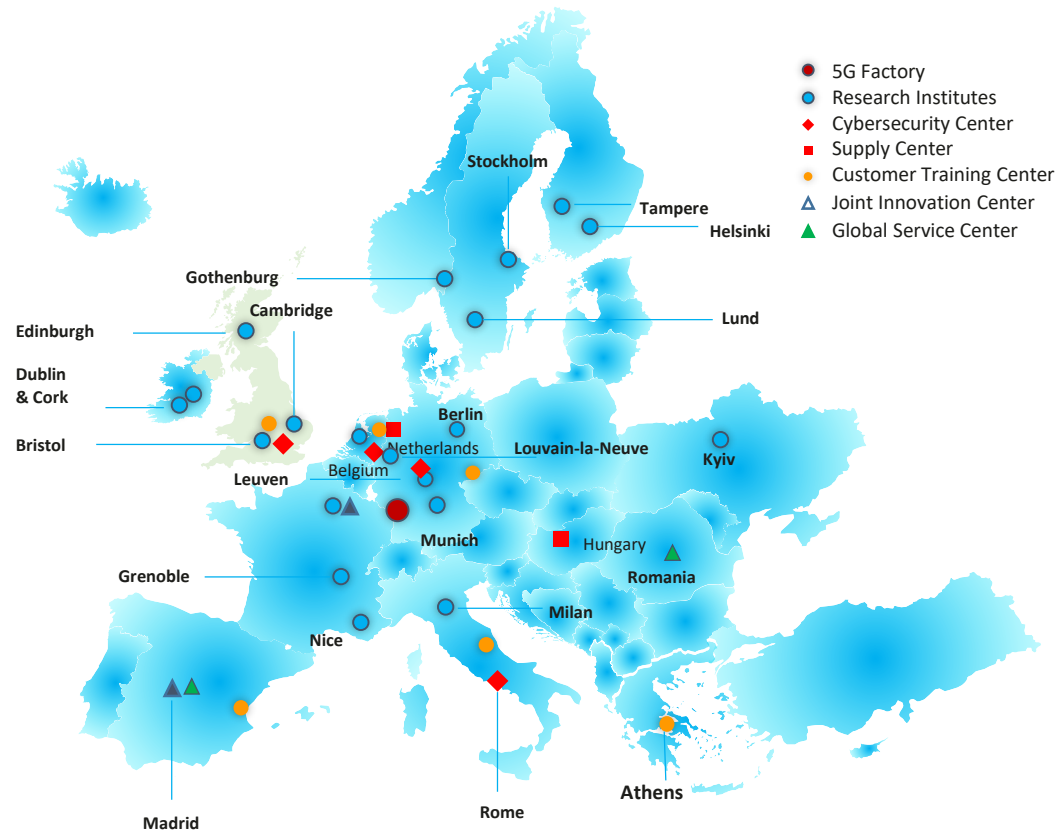 5G Factory
Research Institutes
Cybersecurity Center
Supply Center
Customer Training Center
Joint Innovation Center
Global Service Center
Stockholm
Tampere
Helsinki
Gothenburg
Cambridge
Edinburgh
Lund
Dublin
& Cork
Bristol
Berlin
Netherlands
Louvain-la-Neuve
Kyiv
Belgium
Leuven
Munich
Hungary
Romania
Grenoble
Milan
Nice
Athens
Rome
Madrid